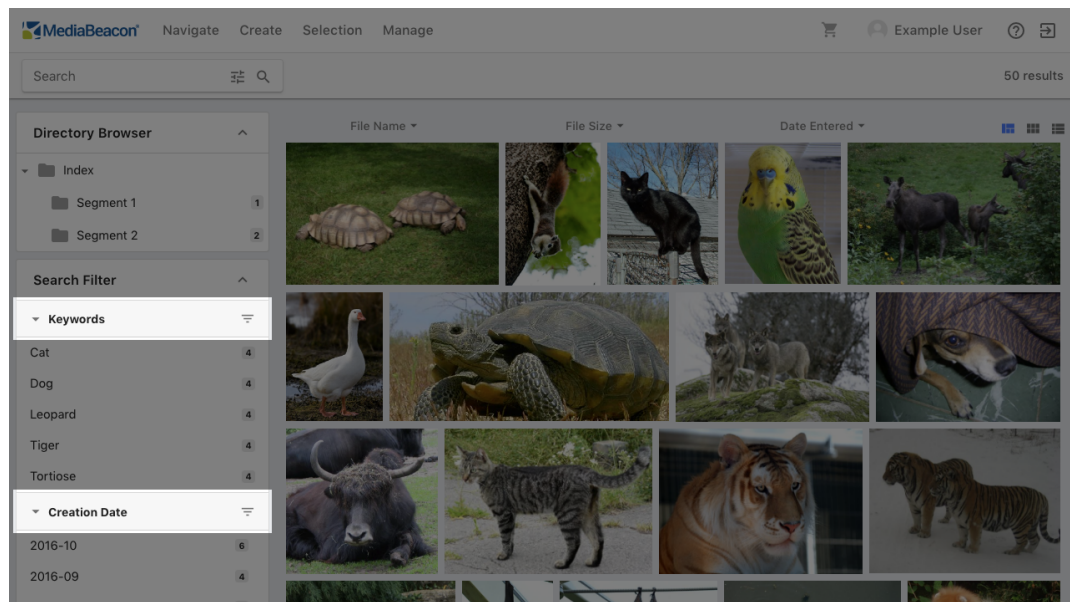 MediaBeacon® Navigate Create Selection Manage Example User
Search 50 results
Directory Browser
Index
Segment 1 1
Segment 2 2
Search Filter
Keywords
Cat 4
Dog 4
Leopard 4
Tiger 4
Tortiose 4
Creation Date
2016-10 6
2016-09 4
File Name File Size Date Entered